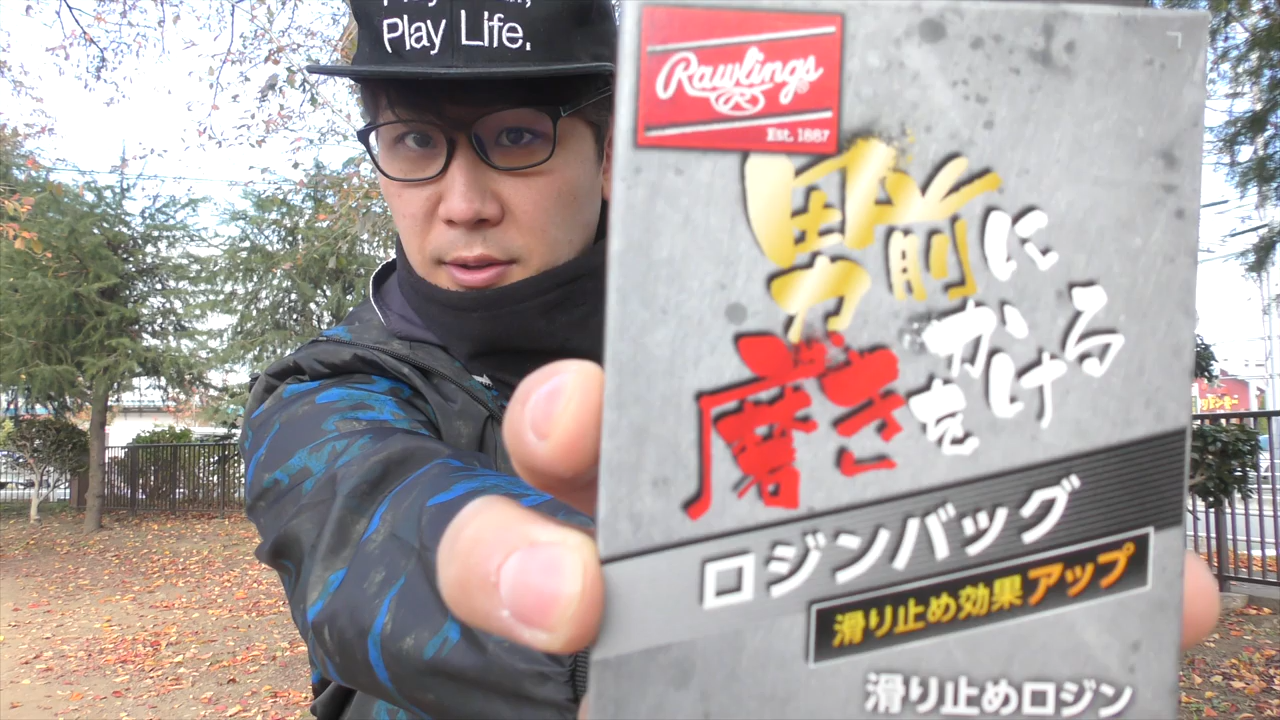 Play Life.
Rawlings
Est. 1887
男前に
磨きをかける
ロジンバッグ
滑り止め効果アップ
滑り止めロジン